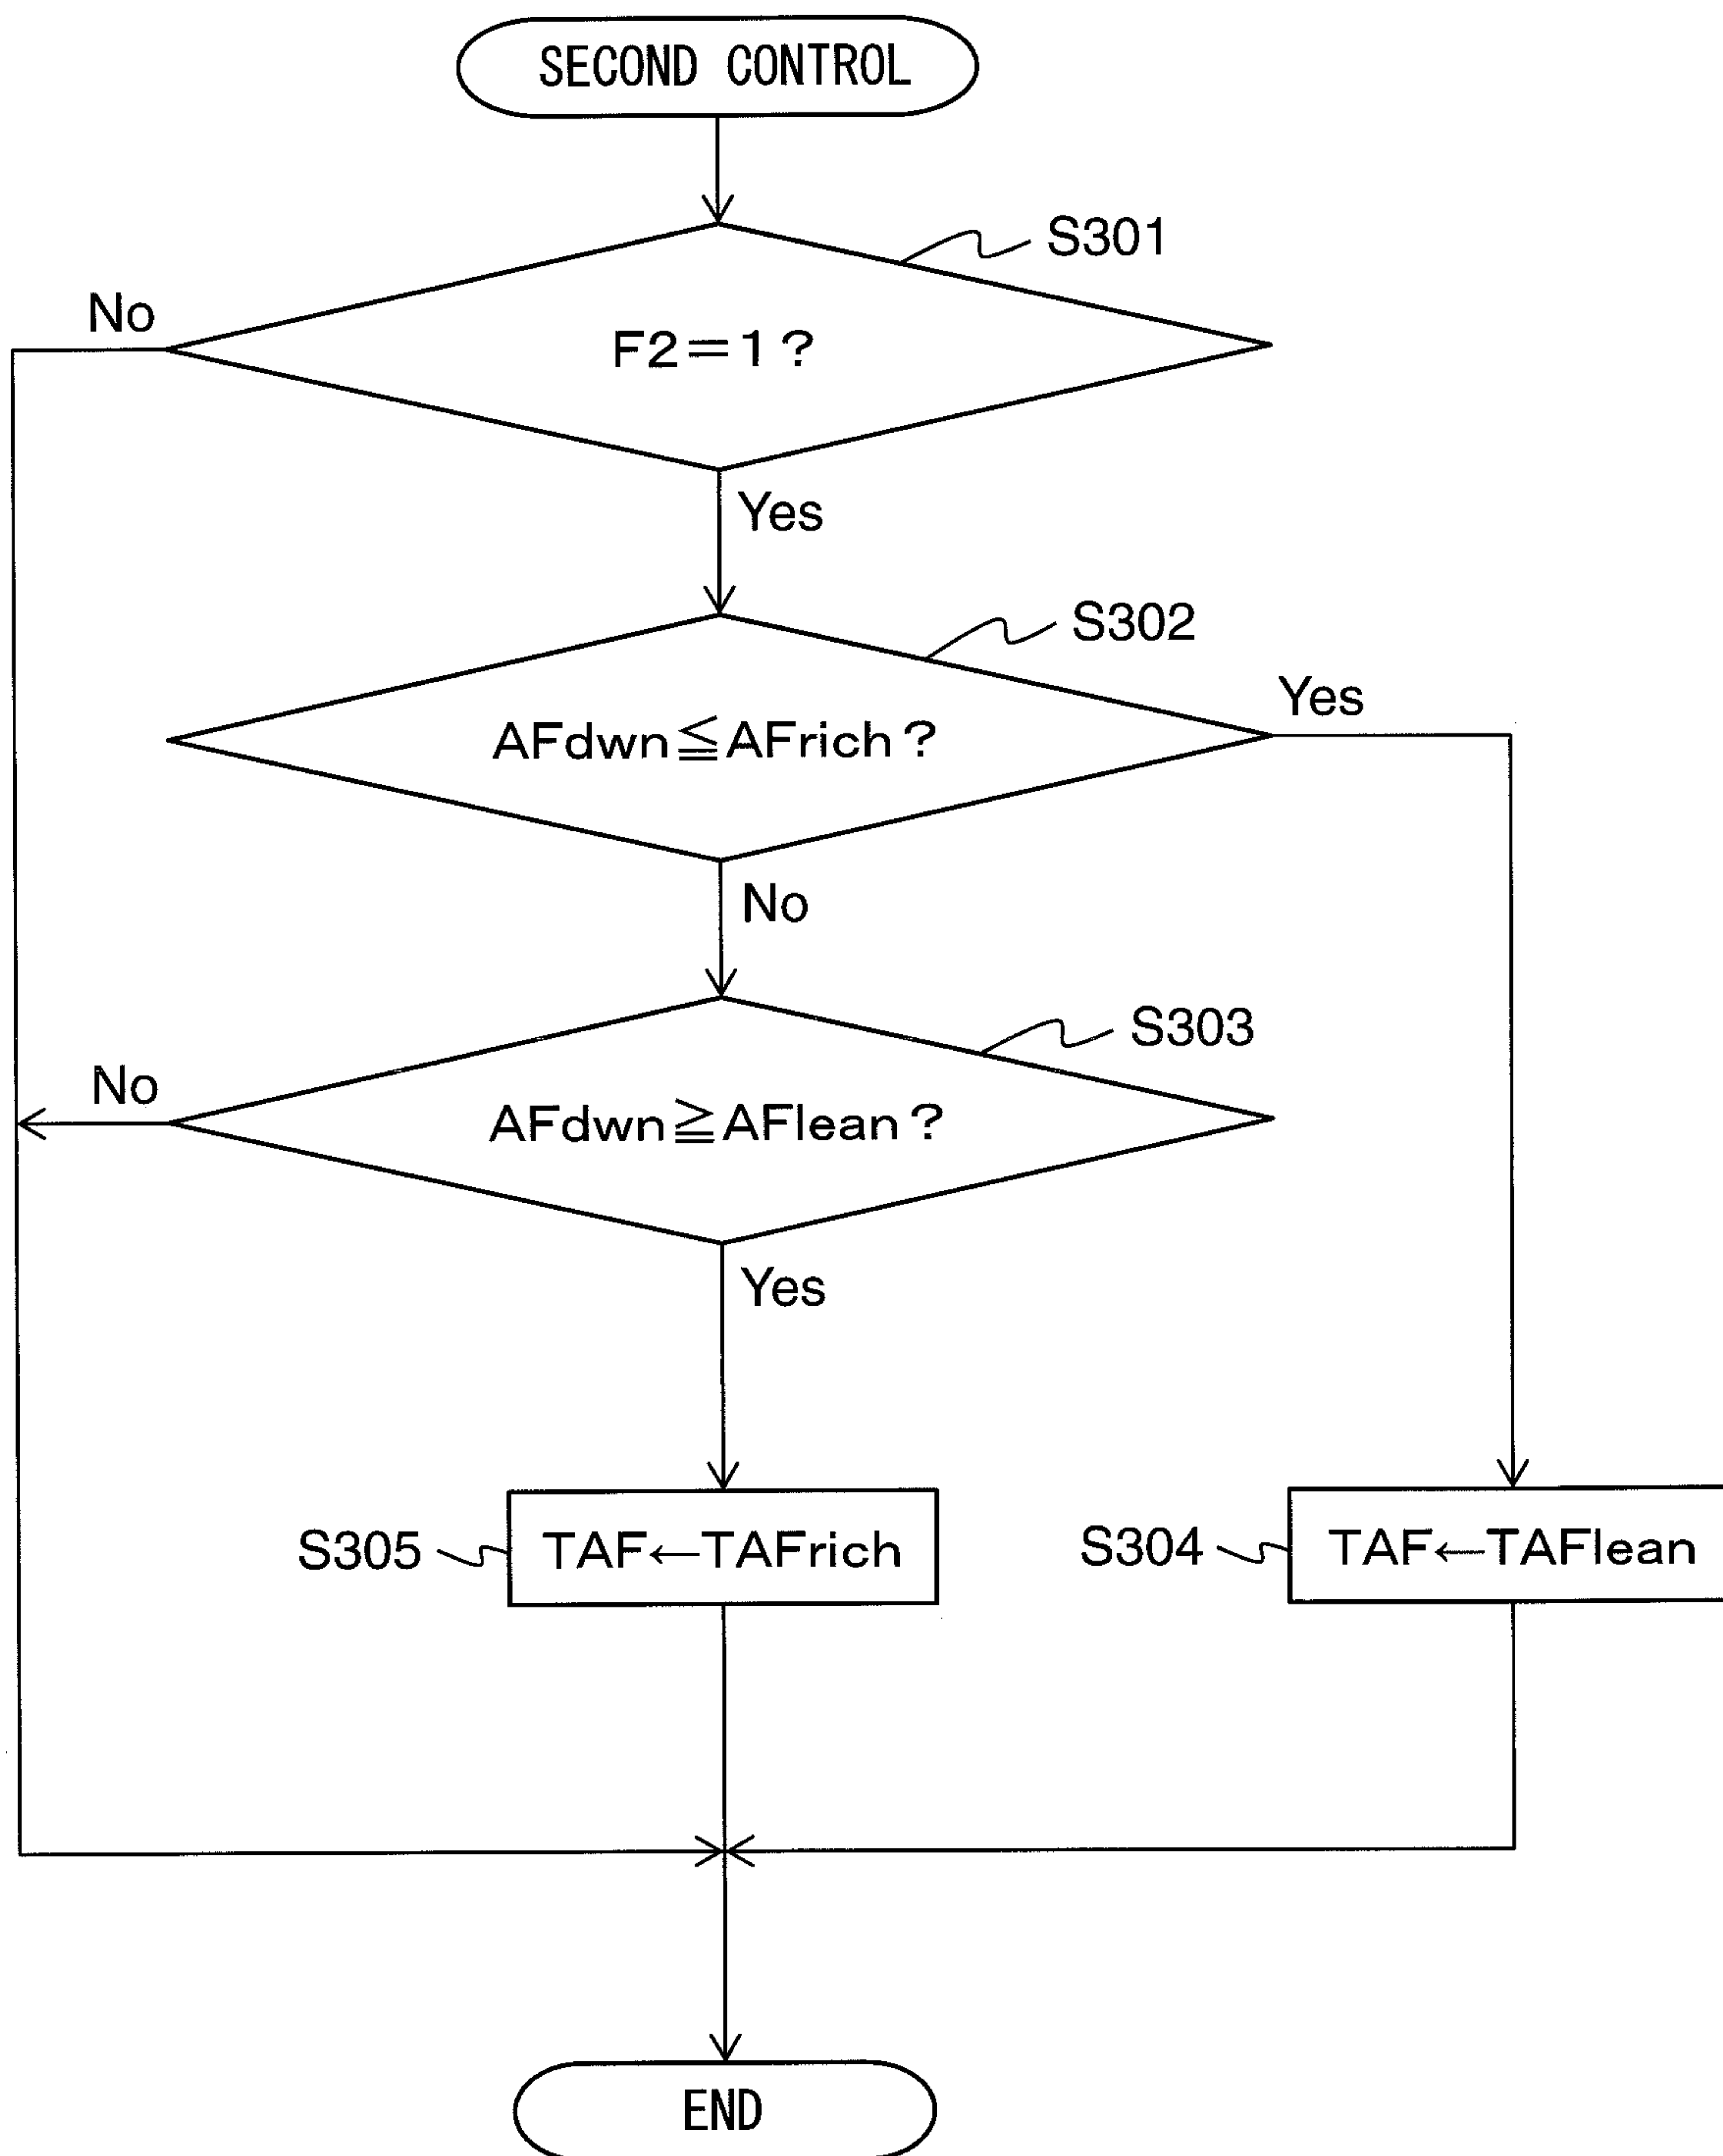 SECOND CONTROL
S301
No
F2=1?
Yes
S302
Yes
AFdwn≦AFrich?
No
S303
No
AFdwn≧AFlean?
Yes
S305
TAF←TAFrich
S304
TAF←TAFlean
END